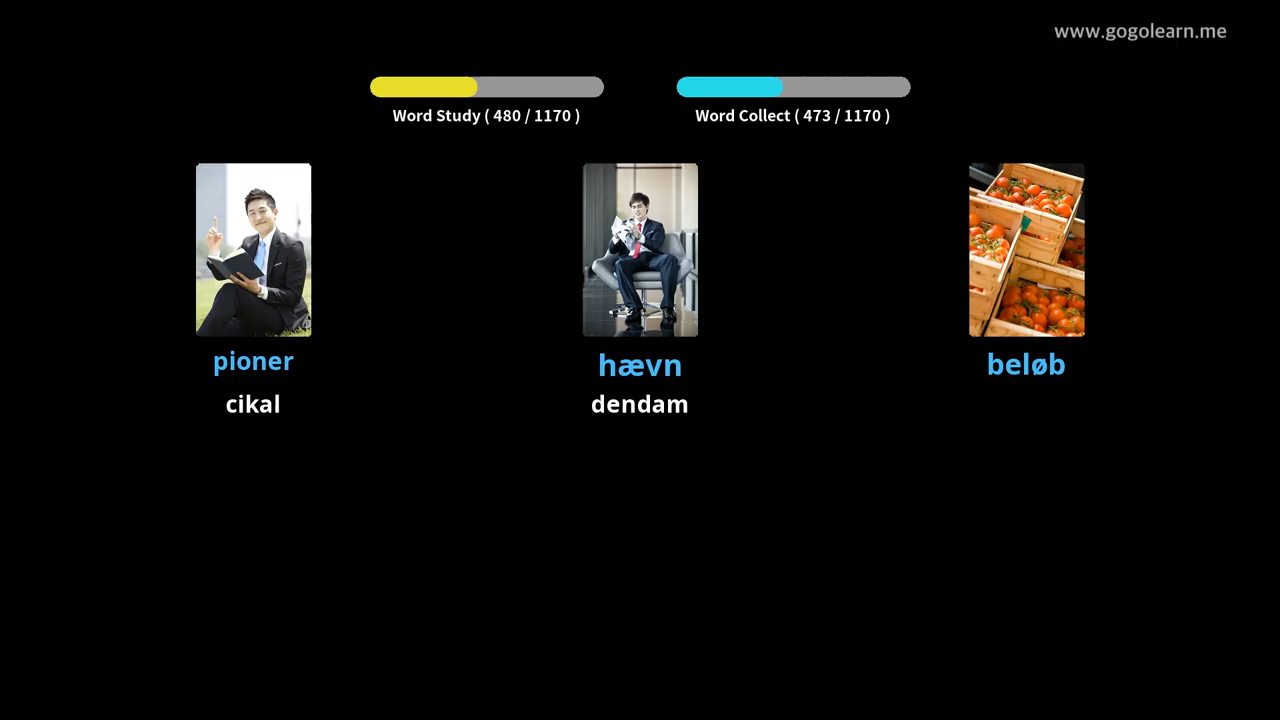 www.gogolearn.me
Word Study ( 480 / 1170 )
Word Collect ( 473 / 1170 )
pioner
hævn
beløb
cikal
dendam